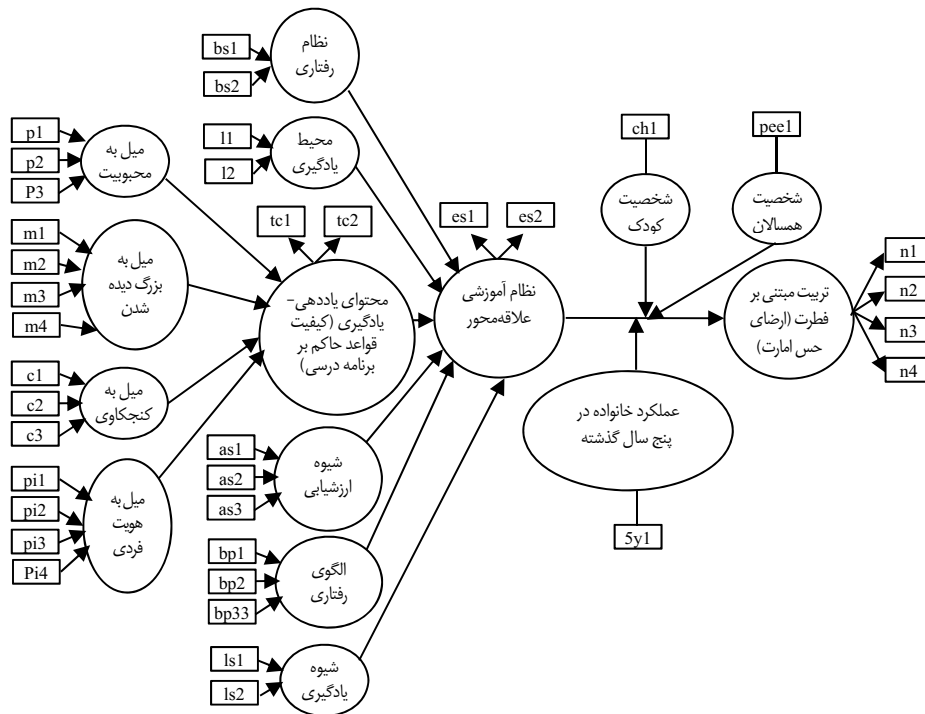 bs1
bs2
نظام
رفتاری
l1
l2
محیط
یادگیری
p1
p2
P3
میل به
محبوبیت
m1
m2
m3
m4
میل به
بزرگ دیده
شدن
c1
c2
c3
میل به
کنجکاوی
pi1
pi2
pi3
Pi4
میل به
هویت
فردی
tc1
tc2
محتوای یاددهی-
یادگیری (کیفیت
قواعد حاکم بر
برنامه درسی)
as1
as2
as3
شیوه
ارزشیابی
bp1
bp2
bp33
الگوی
رفتاری
ls1
ls2
شیوه
یادگیری
es1
es2
نظام آموزشی
علاقه‌محور
ch1
شخصیت
کودک
pee1
شخصیت
همسالان
عملکرد خانواده در
پنج سال گذشته
5y1
تربیت مبتنی بر
فطرت (ارضای
حس امارت)
n1
n2
n3
n4